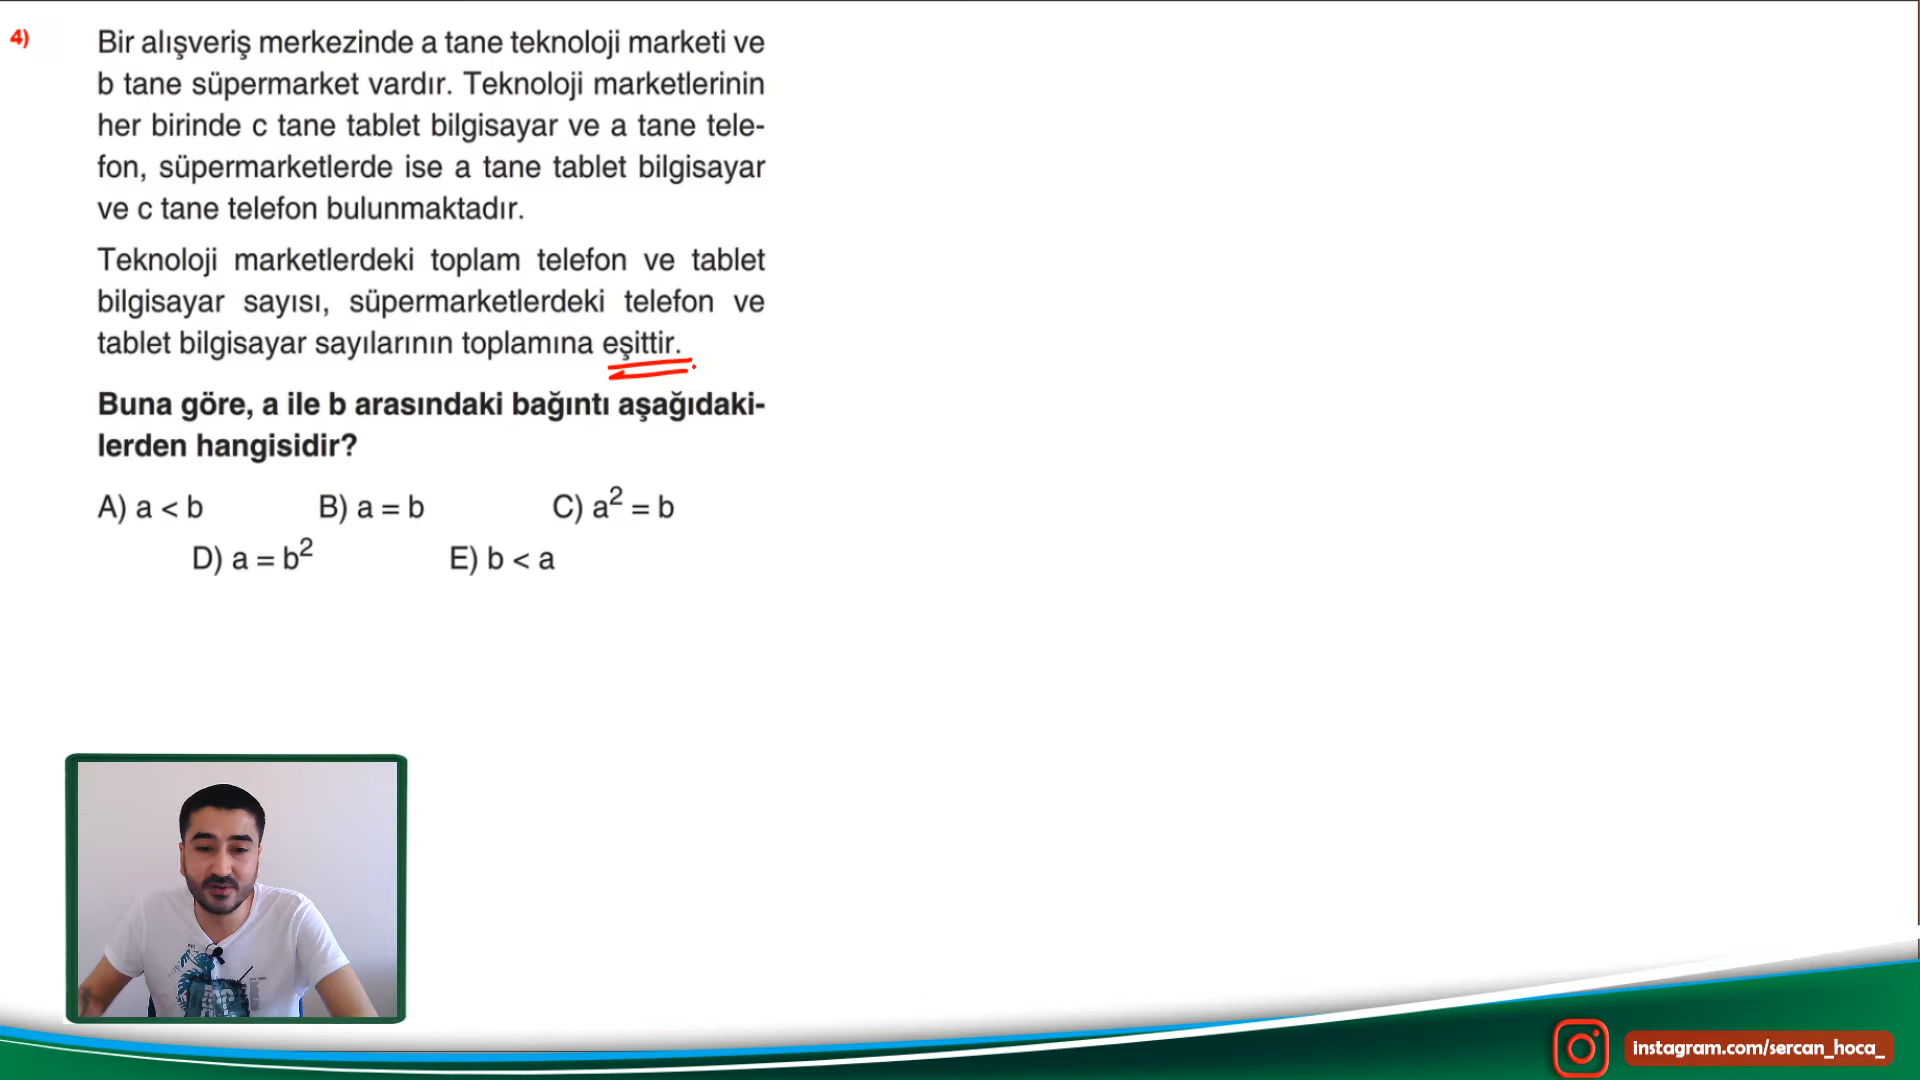 4)
Bir alışveriş merkezinde a tane teknoloji marketi ve
b tane süpermarket vardır. Teknoloji marketlerinin
her birinde c tane tablet bilgisayar ve a tane tele-
fon, süpermarketlerde ise a tane tablet bilgisayar
ve c tane telefon bulunmaktadır.
Teknoloji marketlerdeki toplam telefon ve tablet
bilgisayar sayısı, süpermarketlerdeki telefon ve
tablet bilgisayar sayılarının toplamına eşittir.
Buna göre, a ile b arasındaki bağıntı aşağıdaki-
lerden hangisidir?
A) a < b B) a = b C) a² = b
D) a = b² E) b < a
instagram.com/sercan_hoca_